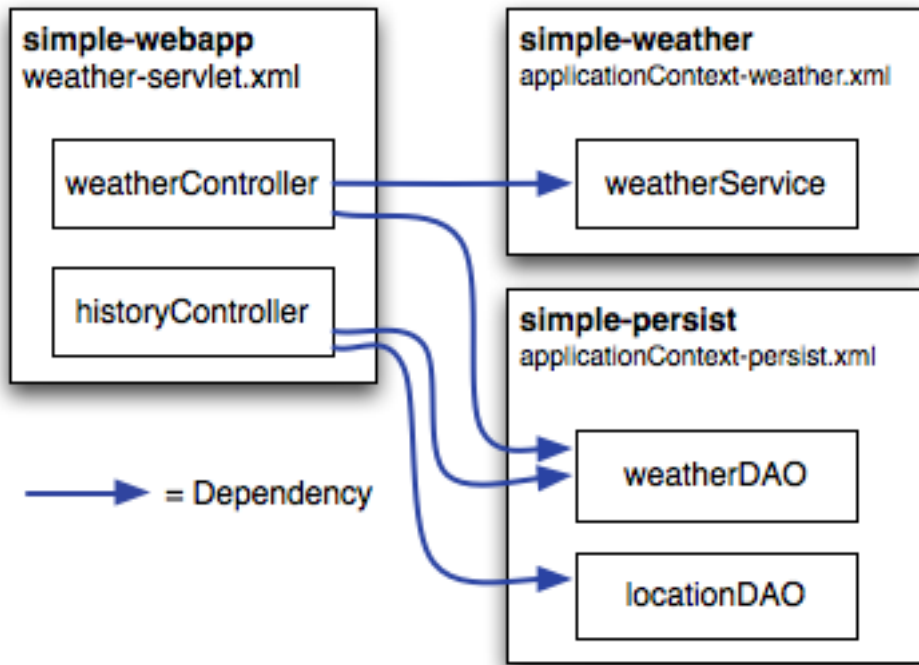 simple-webapp
weather-servlet.xml
weatherController
historyController
= Dependency
simple-weather
applicationContext-weather.xml
weatherService
simple-persist
applicationContext-persist.xml
weatherDAO
locationDAO